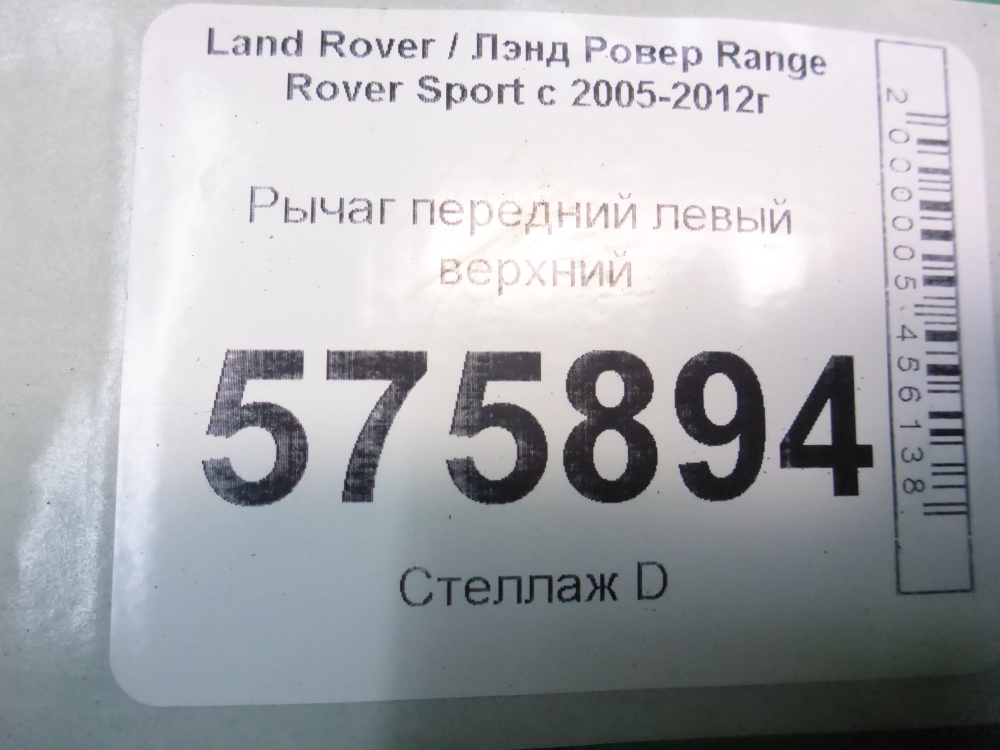 Land Rover / Лэнд Ровер Range
Rover Sport с 2005-2012г
Рычаг передний левый
верхний
575894
Стеллаж D
2000005456138